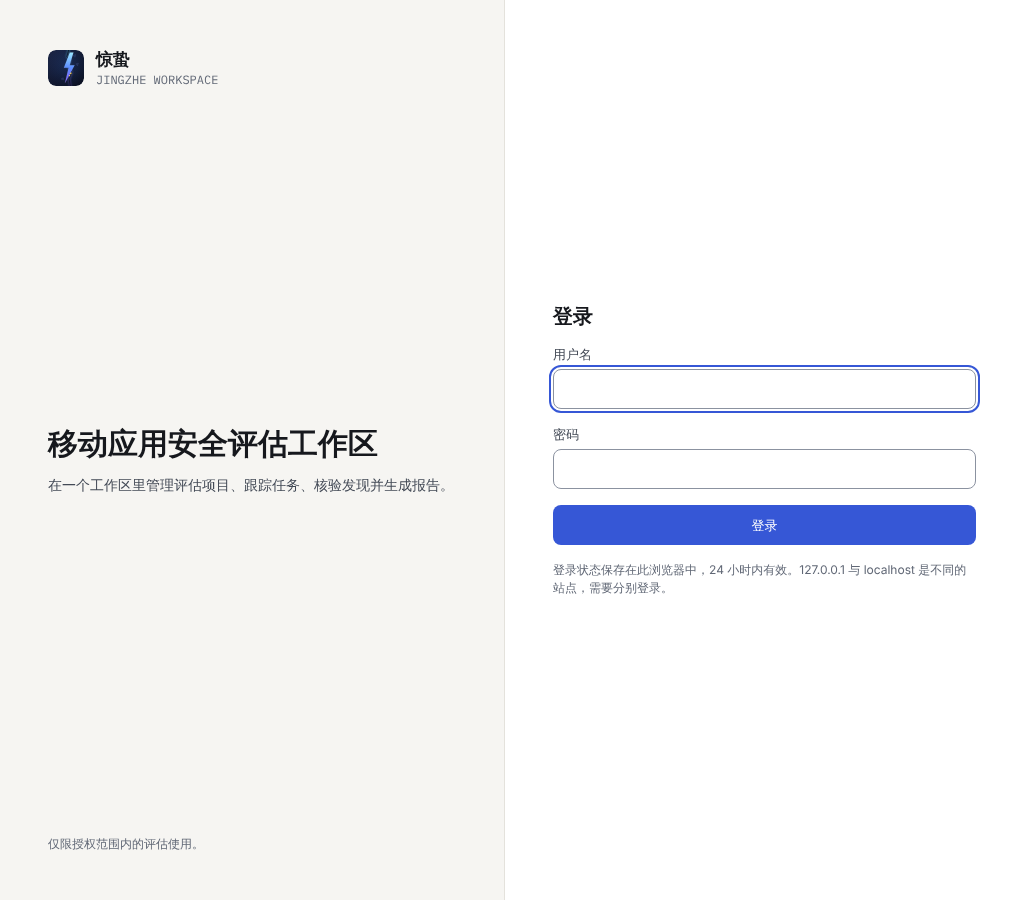 惊蛰
JINGZHE WORKSPACE
移动应用安全评估工作区
在一个工作区里管理评估项目、跟踪任务、核验发现并生成报告。
仅限授权范围内的评估使用。
登录
用户名
密码
登录
登录状态保存在此浏览器中，24 小时内有效。127.0.0.1 与 localhost 是不同的
站点，需要分别登录。